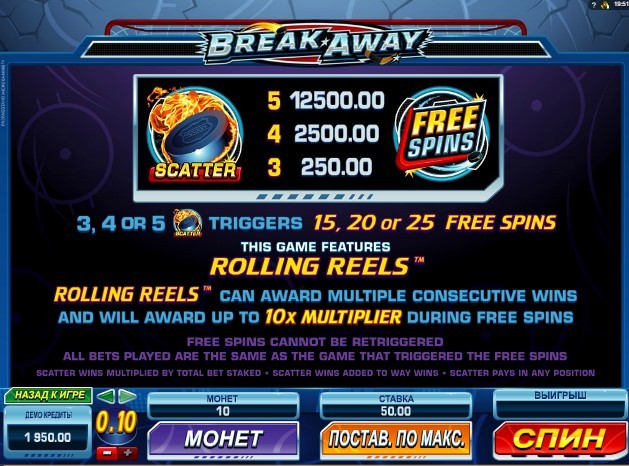 ? 19:51
BREAK AWAY
5 12500.00
4 2500.00
3 250.00
SCATTER
FREE SPINS
3, 4 OR 5 SCATTER TRIGGERS 15, 20 or 25 FREE SPINS
THIS GAME FEATURES
ROLLING REELS™
ROLLING REELS™ CAN AWARD MULTIPLE CONSECUTIVE WINS
AND WILL AWARD UP TO 10x MULTIPLIER DURING FREE SPINS
FREE SPINS CANNOT BE RETRIGGERED
ALL BETS PLAYED ARE THE SAME AS THE GAME THAT TRIGGERED THE FREE SPINS
SCATTER WINS MULTIPLIED BY TOTAL BET STAKED • SCATTER WINS ADDED TO WAY WINS • SCATTER PAYS IN ANY POSITION
НАЗАД К ИГРЕ
ДЕМО КРЕДИТЫ
1 950.00
0.10
МОНЕТ
10
СТАВКА
50.00
ВЫИГРЫШ
МОНЕТ
ПОСТАВ. ПО МАКС.
СПИН